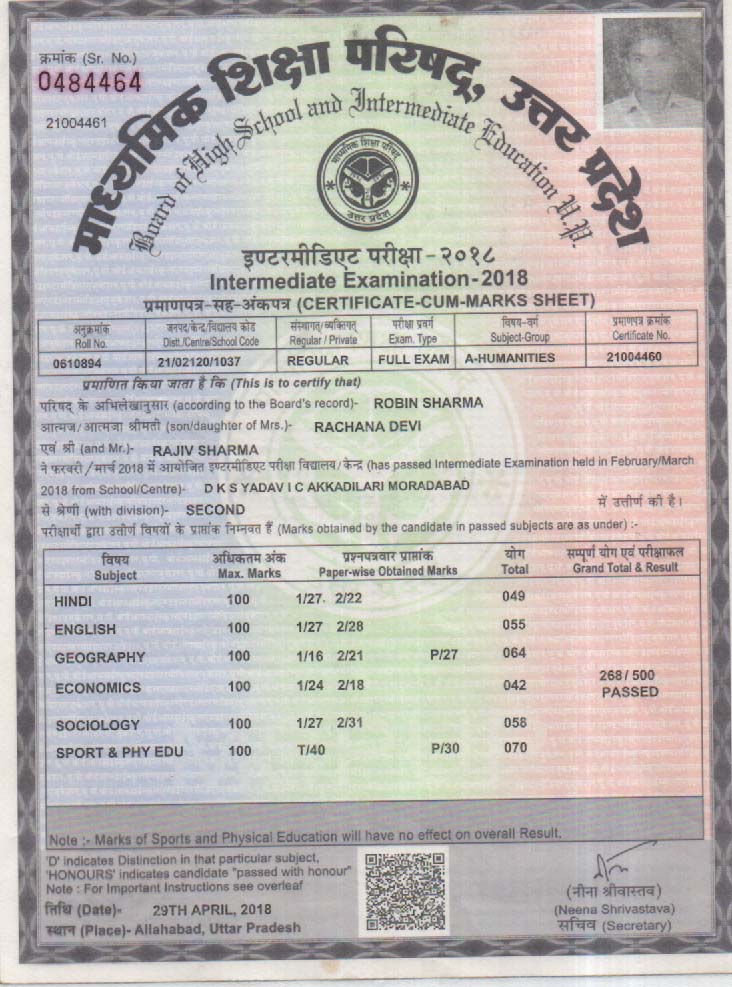 क्रमांक (Sr. No.)
0484464
21004461
माध्यमिक शिक्षा परिषद्, उत्तर प्रदेश
Board of High School and Intermediate Education U.P.
माध्यमिक शिक्षा परिषद
उत्तर प्रदेश
इण्टरमीडिएट परीक्षा - २०१८
Intermediate Examination - 2018
प्रमाणपत्र-सह-अंकपत्र (CERTIFICATE-CUM-MARKS SHEET)
अनुक्रमांक जनपद/केन्द्र/विद्यालय कोड संस्थागत/व्यक्तिगत परीक्षा प्रवर्ग विषय-वर्ग प्रमाणपत्र क्रमांक
Roll No. Distt./Centre/School Code Regular / Private Exam. Type Subject-Group Certificate No.
0610894 21/02120/1037 REGULAR FULL EXAM A-HUMANITIES 21004460
प्रमाणित किया जाता है कि (This is to certify that)
परिषद के अभिलेखानुसार (according to the Board's record)- ROBIN SHARMA
आत्मज/आत्मजा श्रीमती (son/daughter of Mrs.)- RACHANA DEVI
एवं श्री (and Mr.)- RAJIV SHARMA
ने फरवरी/मार्च 2018 में आयोजित इण्टरमीडिएट परीक्षा विद्यालय/केन्द्र (has passed Intermediate Examination held in February/March
2018 from School/Centre)- D K S YADAV I C AKKADILARI MORADABAD
से श्रेणी (with division)- SECOND में उत्तीर्ण की है।
परीक्षार्थी द्वारा उत्तीर्ण विषयों के प्राप्तांक निम्नवत हैं (Marks obtained by the candidate in passed subjects are as under) :-
विषय अधिकतम अंक प्रश्नपत्रवार प्राप्तांक योग सम्पूर्ण योग एवं परीक्षाफल
Subject Max. Marks Paper-wise Obtained Marks Total Grand Total & Result
HINDI 100 1/27 2/22 049
ENGLISH 100 1/27 2/28 055
GEOGRAPHY 100 1/16 2/21 P/27 064
ECONOMICS 100 1/24 2/18 042
268/500
PASSED
SOCIOLOGY 100 1/27 2/31 058
SPORT & PHY EDU 100 T/40 P/30 070
Note :- Marks of Sports and Physical Education will have no effect on overall Result.
'D' indicates Distinction in that particular subject,
'HONOURS' indicates candidate "passed with honour"
Note : For Important Instructions see overleaf
तिथि (Date)- 29TH APRIL, 2018
स्थान (Place)- Allahabad, Uttar Pradesh
(नीना श्रीवास्तव)
(Neena Shrivastava)
सचिव (Secretary)